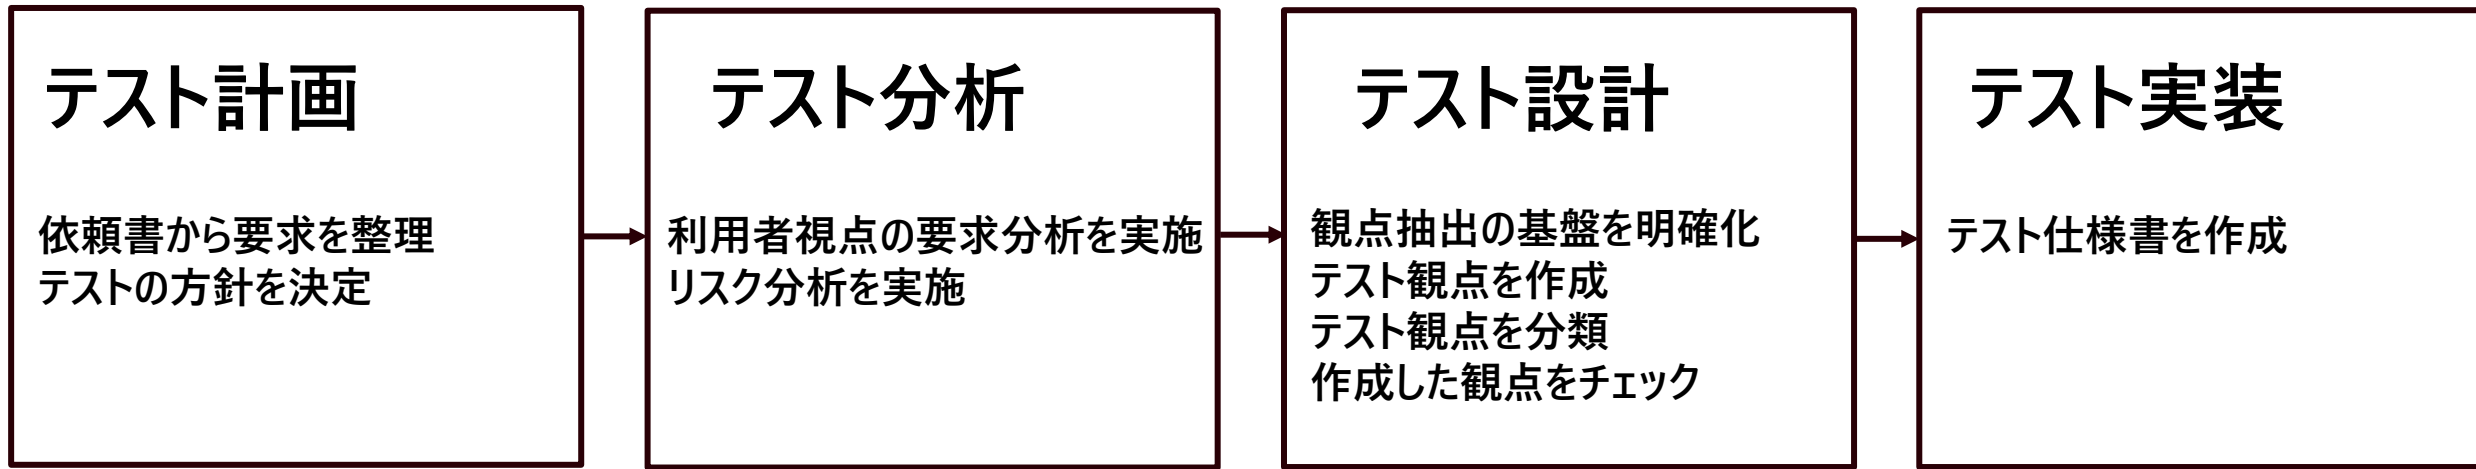 テスト計画
依頼書から要求を整理
テストの方針を決定
テスト分析
利用者視点の要求分析を実施
リスク分析を実施
テスト設計
観点抽出の基盤を明確化
テスト観点を作成
テスト観点を分類
作成した観点をチェック
テスト実装
テスト仕様書を作成